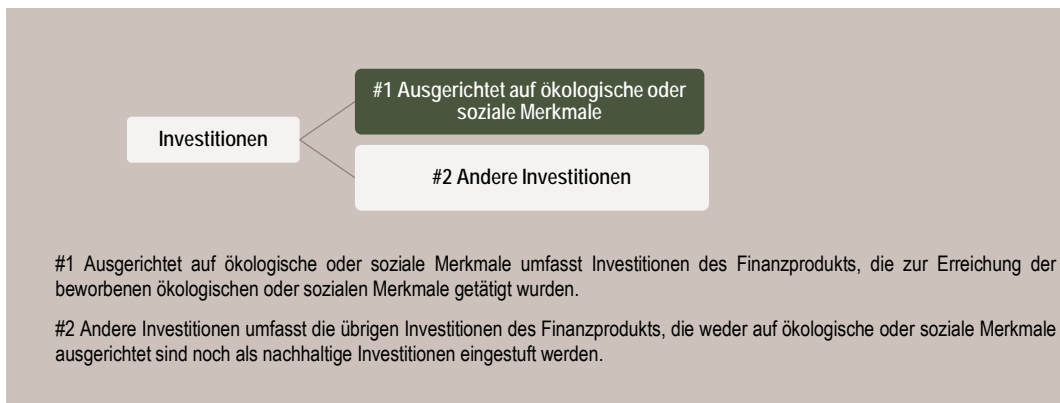 #1 Ausgerichtet auf ökologische oder
soziale Merkmale
Investitionen
#2 Andere Investitionen
#1 Ausgerichtet auf ökologische oder soziale Merkmale umfasst Investitionen des Finanzprodukts, die zur Erreichung der
beworbenen ökologischen oder sozialen Merkmale getätigt wurden.
#2 Andere Investitionen umfasst die übrigen Investitionen des Finanzprodukts, die weder auf ökologische oder soziale Merkmale
ausgerichtet sind noch als nachhaltige Investitionen eingestuft werden.